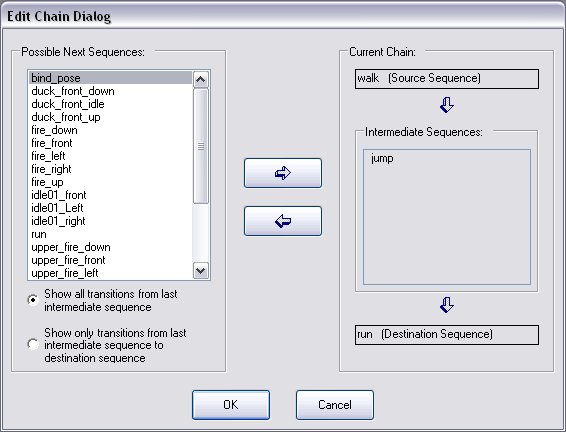 Edit Chain Dialog
Possible Next Sequences:
bind_pose
duck_front_down
duck_front_idle
duck_front_up
fire_down
fire_front
fire_left
fire_right
fire_up
idle01_front
idle01_Left
idle01_right
run
upper_fire_down
upper_fire_front
upper_fire_left
Show all transitions from last
intermediate sequence
Show only transitions from last
intermediate sequence to
destination sequence
Current Chain:
walk (Source Sequence)
Intermediate Sequences:
jump
run (Destination Sequence)
OK
Cancel